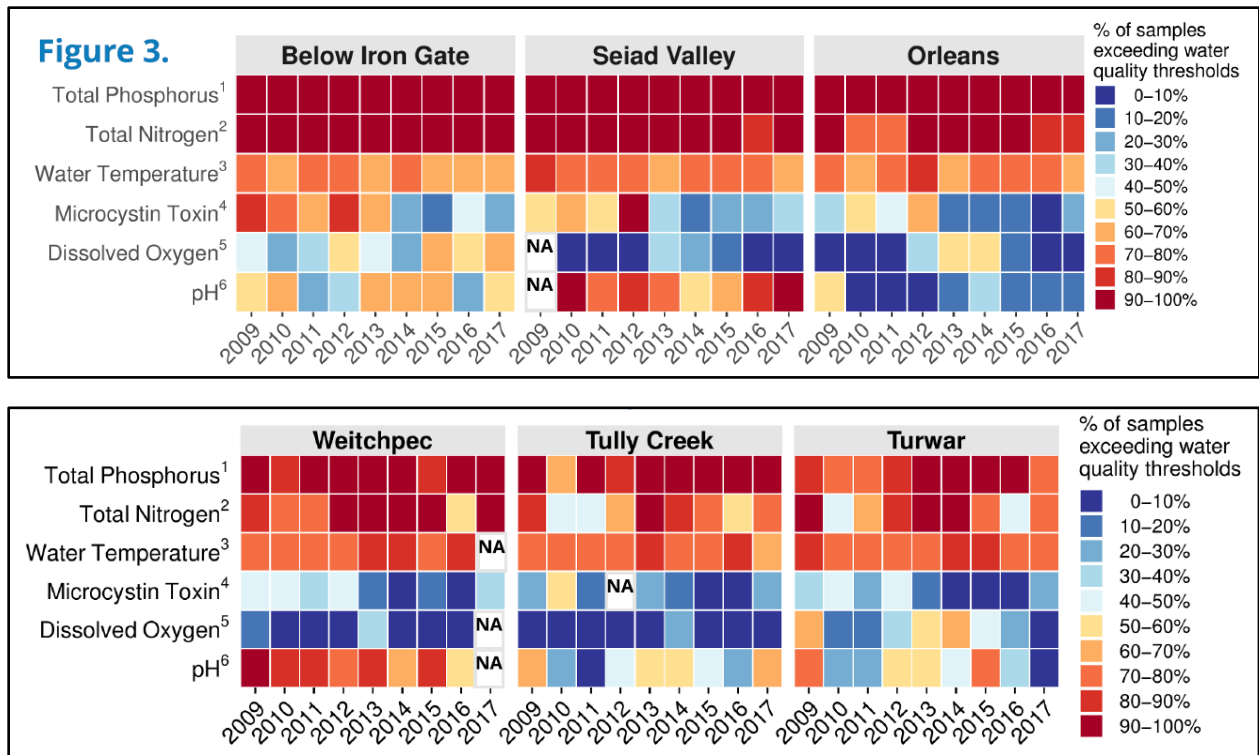 Figure 3.
Below Iron Gate
Seiad Valley
Orleans
% of samples
exceeding water
quality thresholds
Total Phosphorus¹
Total Nitrogen²
Water Temperature³
Microcystin Toxin⁴
Dissolved Oxygen⁵
pH⁶
NA
NA
0–10%
10–20%
20–30%
30–40%
40–50%
50–60%
60–70%
70–80%
80–90%
90–100%
2009 2010 2011 2012 2013 2014 2015 2016 2017
2009 2010 2011 2012 2013 2014 2015 2016 2017
2009 2010 2011 2012 2013 2014 2015 2016 2017
Weitchpec
Tully Creek
Turwar
% of samples
exceeding water
quality thresholds
Total Phosphorus¹
Total Nitrogen²
Water Temperature³
Microcystin Toxin⁴
Dissolved Oxygen⁵
pH⁶
NA
NA
NA
NA
0–10%
10–20%
20–30%
30–40%
40–50%
50–60%
60–70%
70–80%
80–90%
90–100%
2009 2010 2011 2012 2013 2014 2015 2016 2017
2009 2010 2011 2012 2013 2014 2015 2016 2017
2009 2010 2011 2012 2013 2014 2015 2016 2017